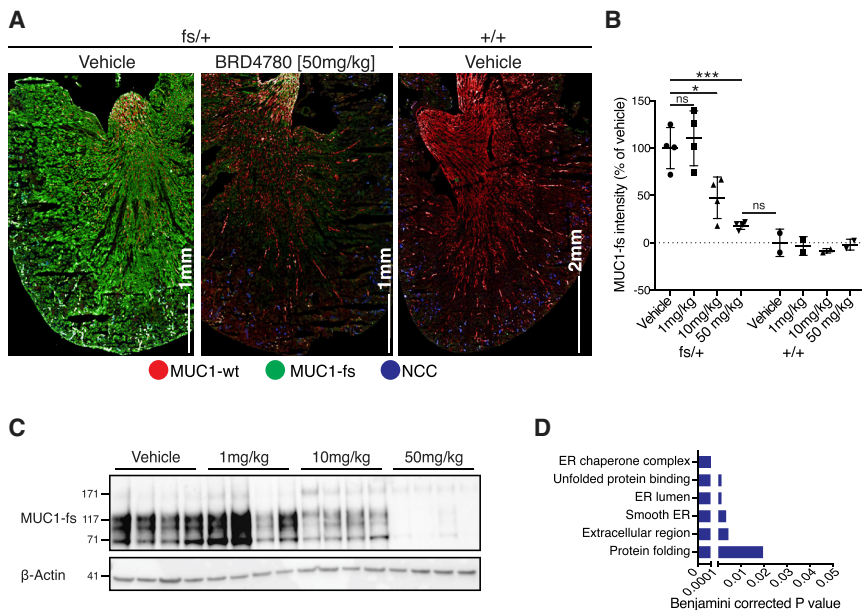 A
fs/+
+/+
Vehicle
BRD4780 [50mg/kg]
Vehicle
1mm
1mm
2mm
MUC1-wt
MUC1-fs
NCC
B
MUC1-fs intensity (% of vehicle)
150
100
50
0
-50
***
*
ns
ns
Vehicle
1mg/kg
10mg/kg
50 mg/kg
Vehicle
1mg/kg
10mg/kg
50 mg/kg
fs/+
+/+
C
Vehicle
1mg/kg
10mg/kg
50mg/kg
MUC1-fs
171
117
71
β-Actin
41
D
ER chaperone complex
Unfolded protein binding
ER lumen
Smooth ER
Extracellular region
Protein folding
0
0.0001
0.01
0.02
0.03
0.04
0.05
Benjamini corrected P value